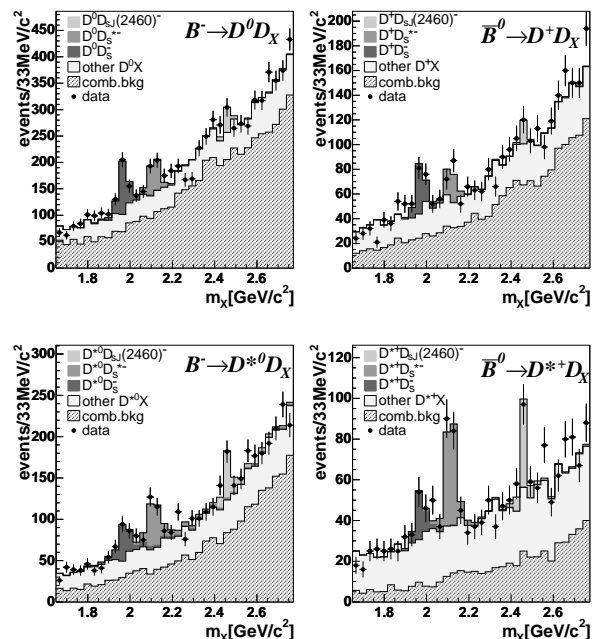 B⁻→D⁰D_X
D⁰D_SJ(2460)⁻
D⁰D_S*⁻
D⁰D_S⁻
other D⁰X
comb.bkg
data
events/33MeV/c²
450
400
350
300
250
200
150
100
50
0
1.8 2 2.2 2.4 2.6
m_X[GeV/c²]
B̅⁰→D⁺D_X
D⁺D_SJ(2460)⁻
D⁺D_S*⁻
D⁺D_S⁻
other D⁺X
comb.bkg
data
events/33MeV/c²
200
180
160
140
120
100
80
60
40
20
0
1.8 2 2.2 2.4 2.6
m_X[GeV/c²]
B⁻→D*⁰D_X
D*⁰D_SJ(2460)⁻
D*⁰D_S*⁻
D*⁰D_S⁻
other D*⁰X
comb.bkg
data
events/33MeV/c²
300
250
200
150
100
50
0
1.8 2 2.2 2.4 2.6
m_X[GeV/c²]
B̅⁰→D*⁺D_X
D*⁺D_SJ(2460)⁻
D*⁺D_S*⁻
D*⁺D_S⁻
other D*⁺X
comb.bkg
data
events/33MeV/c²
120
100
80
60
40
20
0
1.8 2 2.2 2.4 2.6
m_X[GeV/c²]